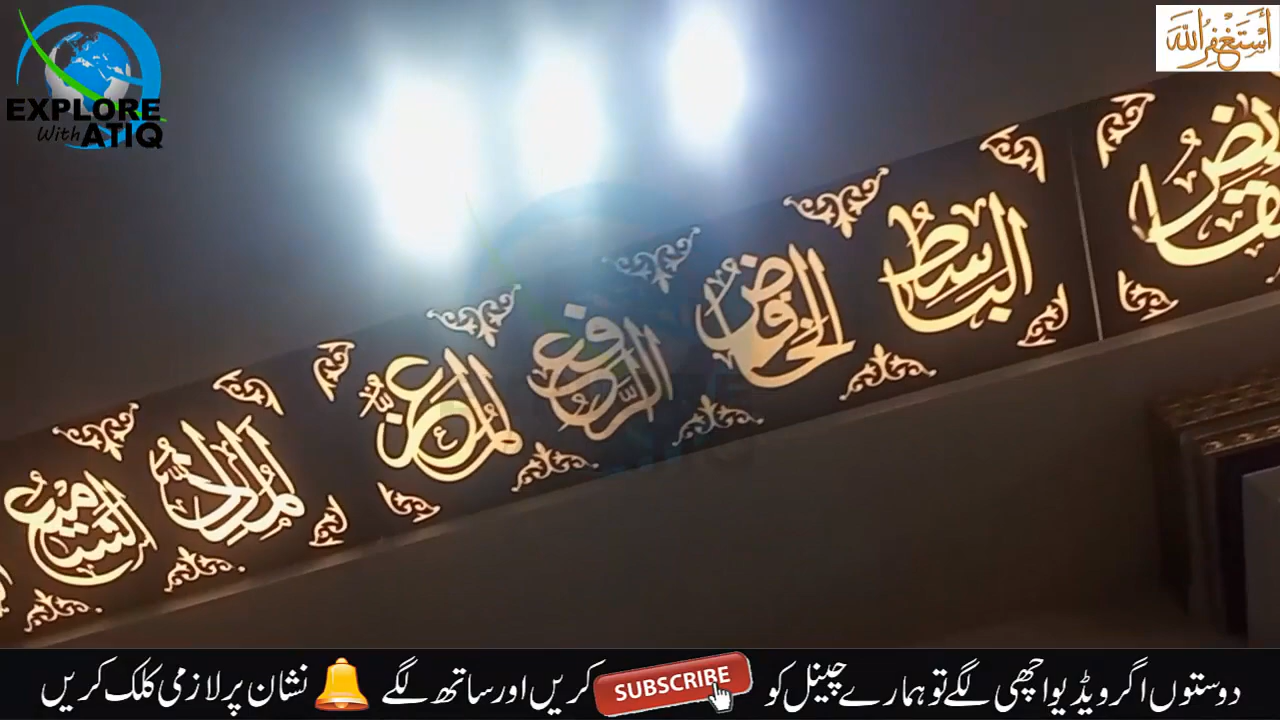 EXPLORE
With ATIQ
أستغفر الله
القابض
الباسط
الخافض
الرافع
المعز
المذل
السميع
دوستوں اگر ویڈیو اچھی لگے تو ہمارے چینل کو SUBSCRIBE کریں اور ساتھ لگے نشان پر لازمی کلک کریں